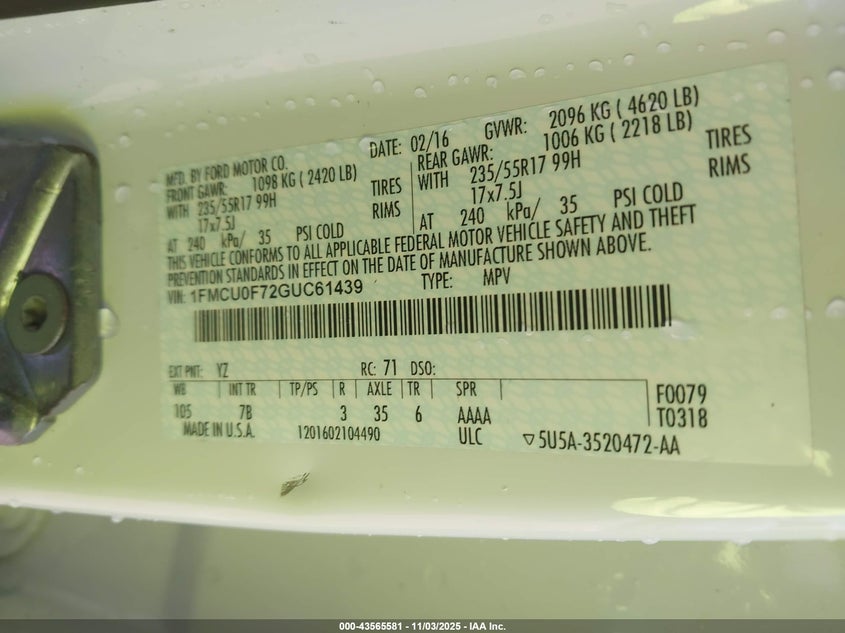 MFD. BY FORD MOTOR CO. DATE: 02/16 GVWR: 2096 KG ( 4620 LB)
FRONT GAWR: 1098 KG ( 2420 LB) REAR GAWR: 1006 KG ( 2218 LB)
WITH 235/55R17 99H TIRES WITH 235/55R17 99H TIRES
17x7.5J RIMS 17x7.5J RIMS
AT 240 kPa/ 35 PSI COLD AT 240 kPa/ 35 PSI COLD
THIS VEHICLE CONFORMS TO ALL APPLICABLE FEDERAL MOTOR VEHICLE SAFETY AND THEFT
PREVENTION STANDARDS IN EFFECT ON THE DATE OF MANUFACTURE SHOWN ABOVE.
VIN: 1FMCU0F72GUC61439 TYPE: MPV
EXT PNT: YZ RC: 71 DSO:
WB INT TR TP/PS R AXLE TR SPR F0079
105 7B 3 35 6 AAAA T0318
MADE IN U.S.A. 1201602104490 ULC ▽5U5A-3520472-AA
000-43565581 - 11/03/2025 - IAA Inc.